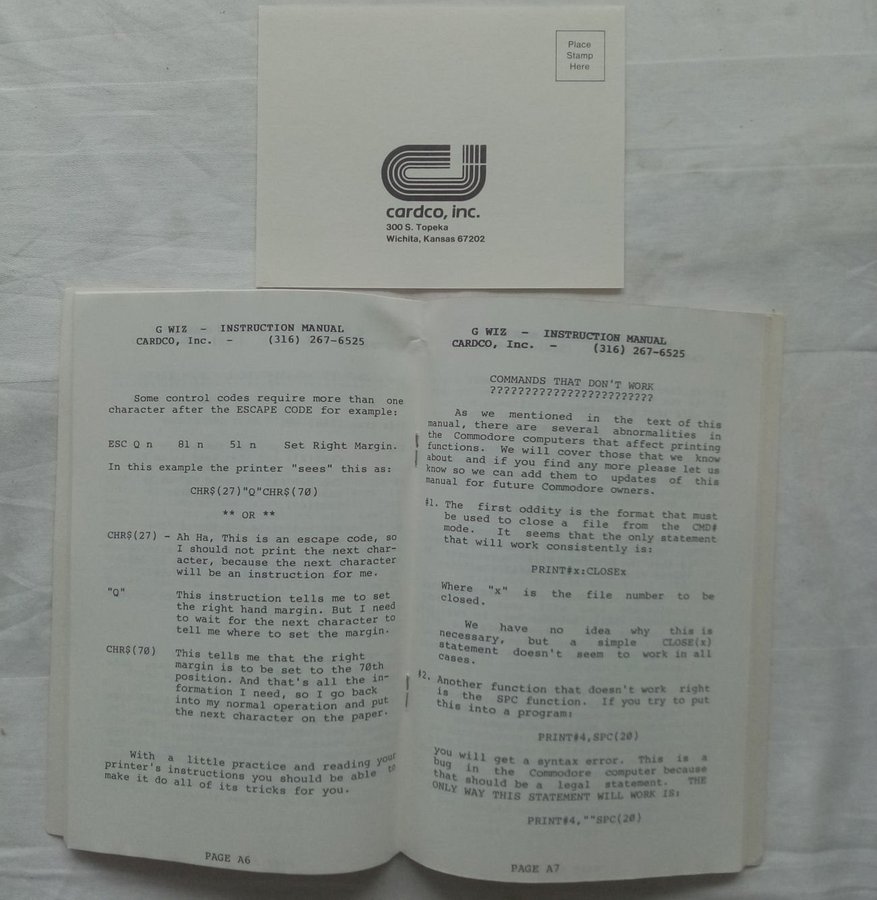 Place
Stamp
Here
cardco, inc.
300 S. Topeka
Wichita, Kansas 67202
G WIZ - INSTRUCTION MANUAL
CARDCO, Inc. - (316) 267-6525
Some control codes require more than one
character after the ESCAPE CODE for example:
ESC Q n 81 n 51 n Set Right Margin.
In this example the printer "sees" this as:
CHR$(27)"Q"CHR$(70)
** OR **
CHR$(27) - Ah Ha, This is an escape code, so
I should not print the next char-
acter, because the next character
will be an instruction for me.
"Q" This instruction tells me to set
the right hand margin. But I need
to wait for the next character to
tell me where to set the margin.
CHR$(70) This tells me that the right
margin is to be set to the 70th
position. And that's all the in-
formation I need, so I go back
into my normal operation and put
the next character on the paper.
With a little practice and reading your
printer's instructions you should be able to
make it do all of its tricks for you.
PAGE A6
G WIZ - INSTRUCTION MANUAL
CARDCO, Inc. - (316) 267-6525
COMMANDS THAT DON'T WORK
????????????????????????
As we mentioned in the text of this
manual, there are several abnormalities in
the Commodore computers that affect printing
functions. We will cover those that we know
about and if you find any more please let us
know so we can add them to updates of this
manual for future Commodore owners.
#1. The first oddity is the format that must
be used to close a file from the CMD#
mode. It seems that the only statement
that will work consistently is:
PRINT#x:CLOSEx
Where "x" is the file number to be
closed.
We have no idea why this is
necessary, but a simple CLOSE(x)
statement doesn't seem to work in all
cases.
#2. Another function that doesn't work right
is the SPC function. If you try to put
this into a program:
PRINT#4,SPC(20)
you will get a syntax error. This is a
bug in the Commodore computer because
that should be a legal statement. THE
ONLY WAY THIS STATEMENT WILL WORK IS:
PRINT#4,""SPC(20)
PAGE A7